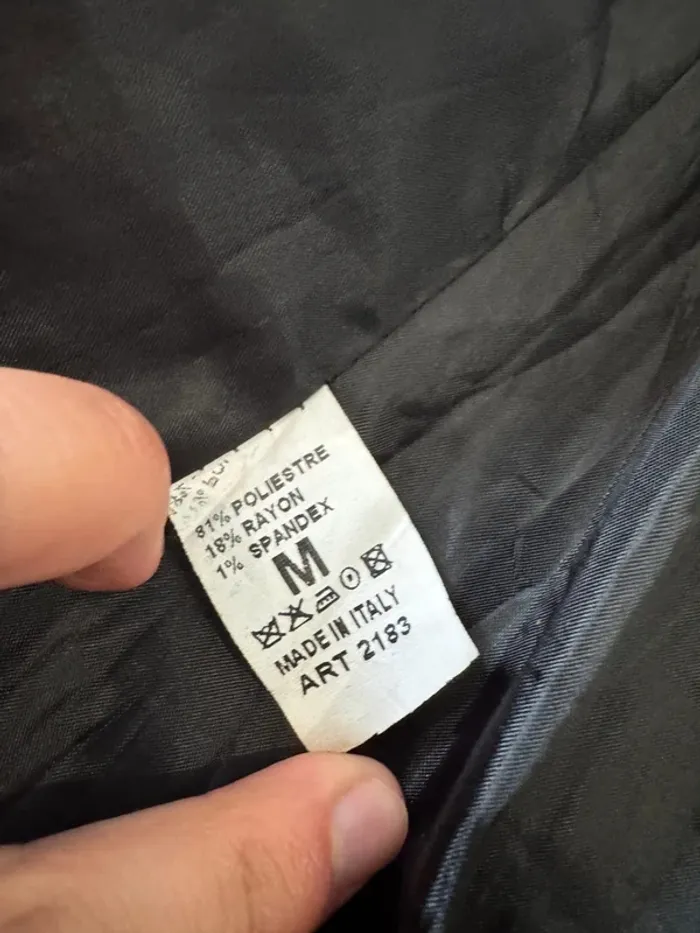 81% POLIESTRE
18% RAYON
1% SPANDEX
M
MADE IN ITALY
ART 2183